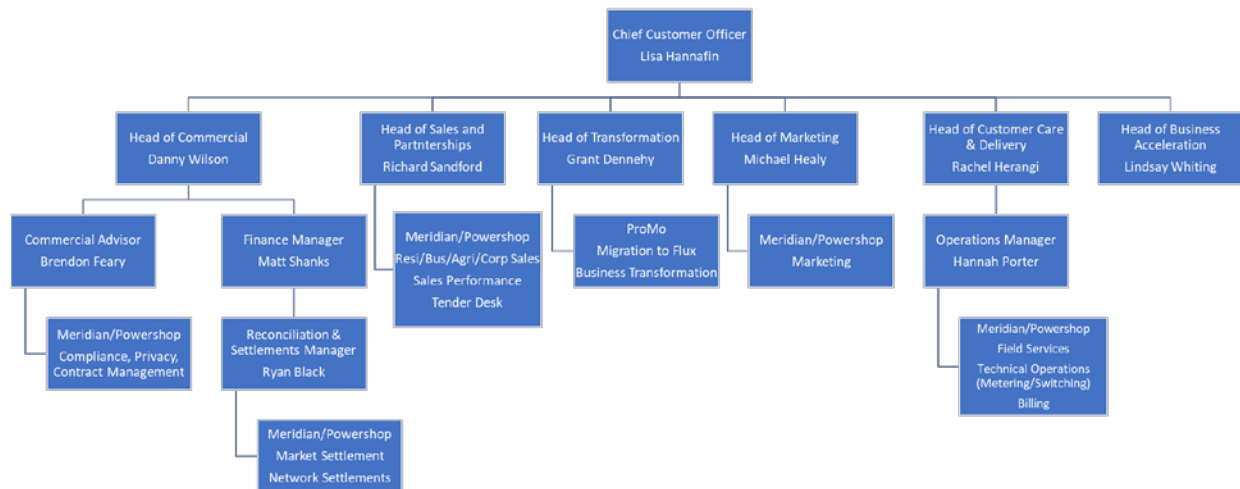 Chief Customer Officer
Lisa Hannafin
Head of Commercial
Danny Wilson
Head of Sales and
Partnterships
Richard Sandford
Head of Transformation
Grant Dennehy
Head of Marketing
Michael Healy
Head of Customer Care
& Delivery
Rachel Herangi
Head of Business
Acceleration
Lindsay Whiting
Commercial Advisor
Brendon Feary
Finance Manager
Matt Shanks
Meridian/Powershop
Resi/Bus/Agri/Corp Sales
Sales Performance
Tender Desk
ProMo
Migration to Flux
Business Transformation
Meridian/Powershop
Marketing
Operations Manager
Hannah Porter
Meridian/Powershop
Compliance, Privacy,
Contract Management
Reconciliation &
Settlements Manager
Ryan Black
Meridian/Powershop
Field Services
Technical Operations
(Metering/Switching)
Billing
Meridian/Powershop
Market Settlement
Network Settlements